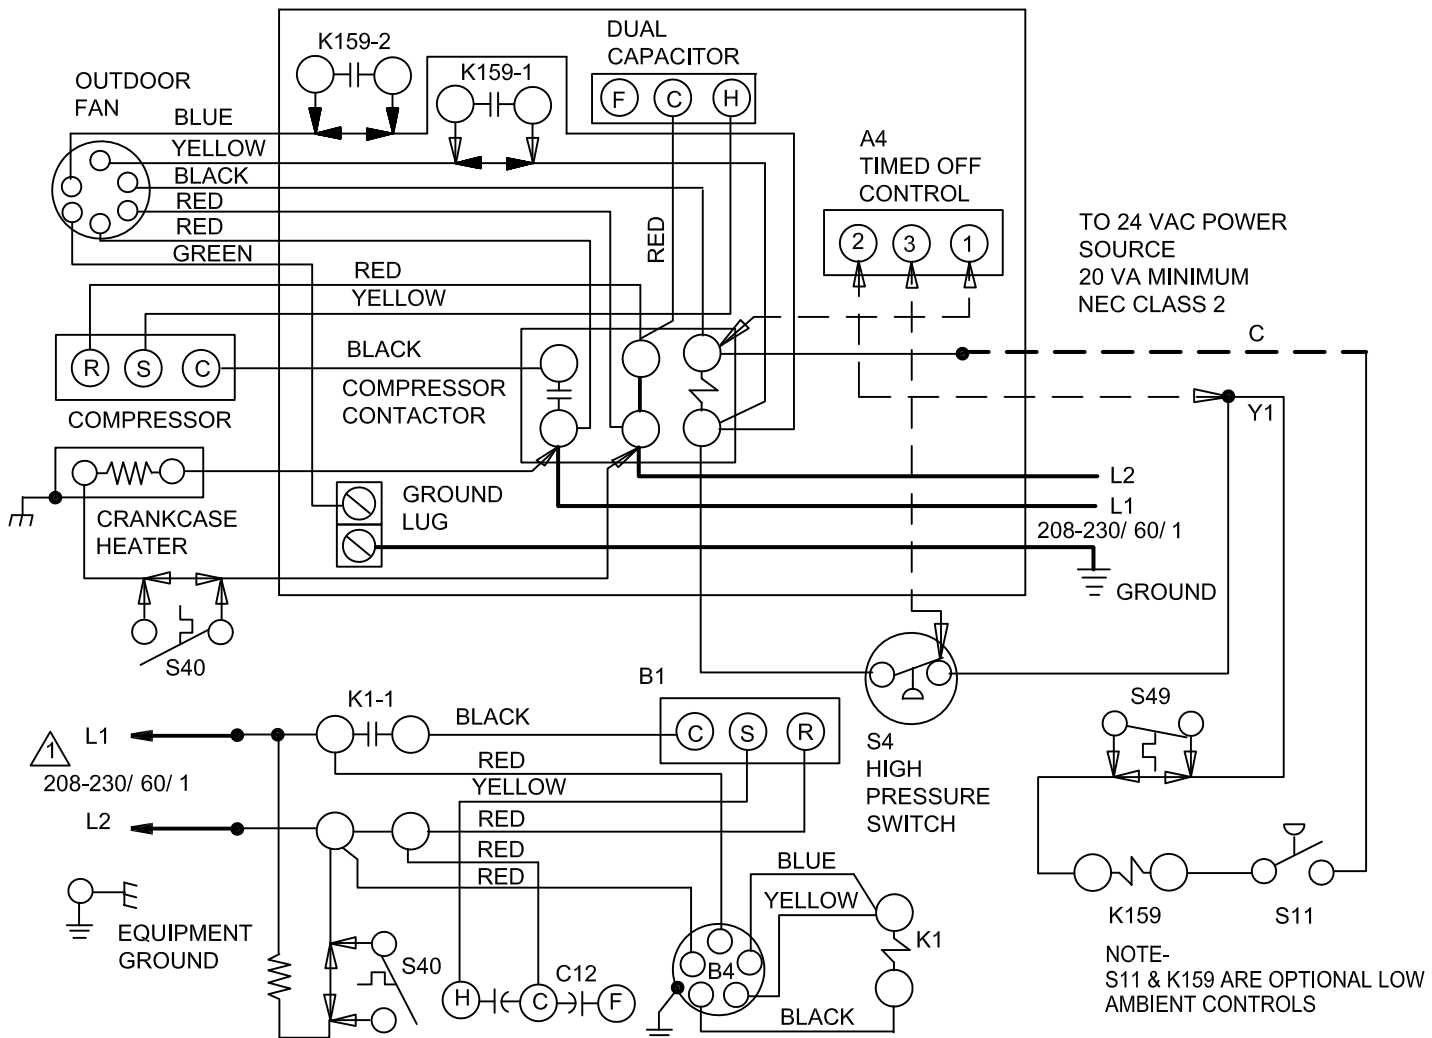 K159-2
K159-1
DUAL
CAPACITOR
F C H
OUTDOOR
FAN
BLUE
YELLOW
BLACK
RED
RED
GREEN
RED
YELLOW
RED
A4
TIMED OFF
CONTROL
2 3 1
TO 24 VAC POWER
SOURCE
20 VA MINIMUM
NEC CLASS 2
C
R S C
COMPRESSOR
BLACK
COMPRESSOR
CONTACTOR
Y1
L2
L1
208-230/ 60/ 1
GROUND
CRANKCASE
HEATER
GROUND
LUG
S40
S4
HIGH
PRESSURE
SWITCH
S49
K159
S11
NOTE-
S11 & K159 ARE OPTIONAL LOW
AMBIENT CONTROLS
B1
C S R
K1-1
BLACK
1
L1
208-230/ 60/ 1
L2
RED
YELLOW
RED
RED
RED
BLUE
YELLOW
K1
EQUIPMENT
GROUND
S40
H C F
C12
B4
BLACK